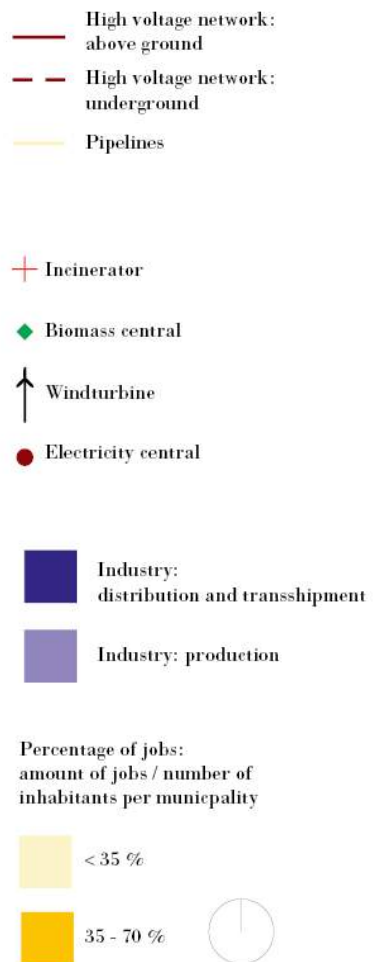 High voltage network:
above ground
High voltage network:
underground
Pipelines
Incinerator
Biomass central
Windturbine
Electricity central
Industry:
distribution and transshipment
Industry: production
Percentage of jobs:
amount of jobs / number of
inhabitants per municpality
< 35 %
35 - 70 %